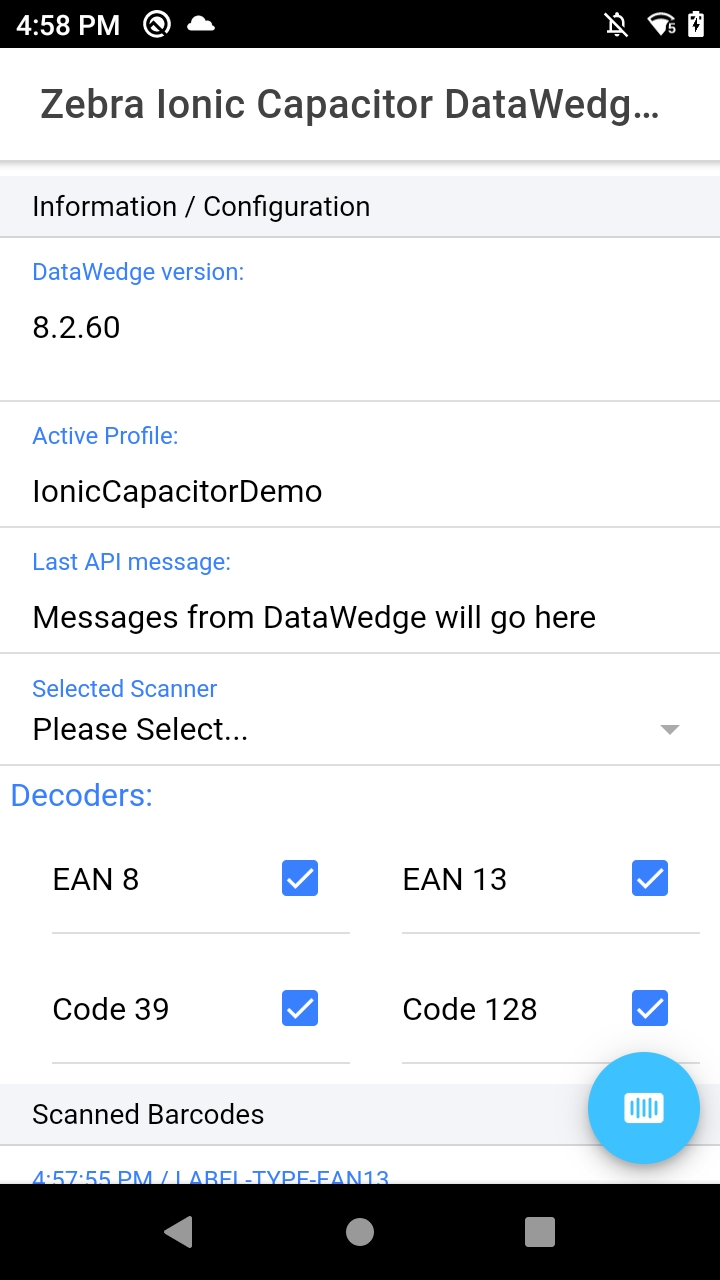 4:58 PM
5
Zebra Ionic Capacitor DataWedg...
Information / Configuration
DataWedge version:
8.2.60
Active Profile:
IonicCapacitorDemo
Last API message:
Messages from DataWedge will go here
Selected Scanner
Please Select...
Decoders:
EAN 8
EAN 13
Code 39
Code 128
Scanned Barcodes
4:57:55 PM / LABEL-TYPE-EAN13